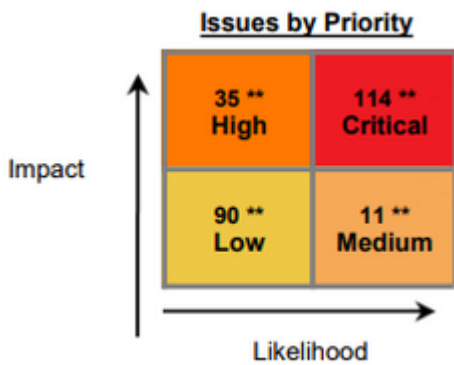 Issues by Priority
35 **
High
114 **
Critical
Impact
90 **
Low
11 **
Medium
Likelihood